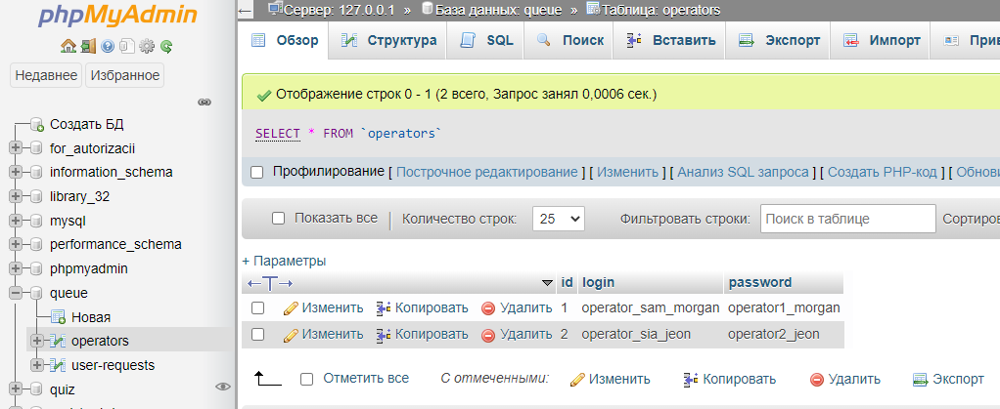 phpMyAdmin
Недавнее Избранное
Создать БД
for_autorizacii
information_schema
library_32
mysql
performance_schema
phpmyadmin
queue
Новая
operators
user-requests
quiz
Сервер: 127.0.0.1 » База данных: queue » Таблица: operators
Обзор Структура SQL Поиск Вставить Экспорт Импорт
Отображение строк 0 - 1 (2 всего, Запрос занял 0,0006 сек.)
SELECT * FROM `operators`
Профилирование [ Построчное редактирование ] [ Изменить ] [ Анализ SQL запроса ] [ Создать PHP-код ] [ Обнови
Показать все | Количество строк: 25 Фильтровать строки: Поиск в таблице Сортиров
+ Параметры
←T→ id login password
Изменить Копировать Удалить 1 operator_sam_morgan operator1_morgan
Изменить Копировать Удалить 2 operator_sia_jeon operator2_jeon
Отметить все С отмеченными: Изменить Копировать Удалить Экспорт